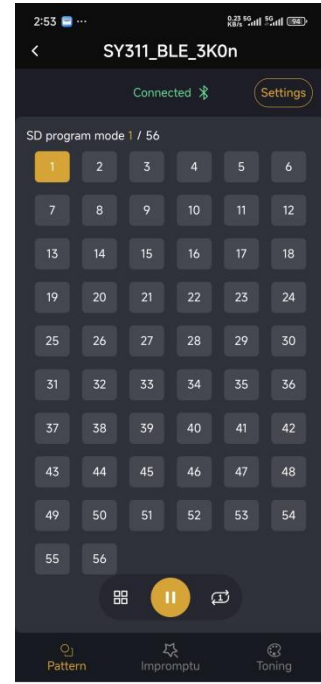 2:53 ··· 0.23 KB/s 5G 5G 94
SY311_BLE_3K0n
Connected Settings
SD program mode 1 / 56
1 2 3 4 5 6
7 8 9 10 11 12
13 14 15 16 17 18
19 20 21 22 23 24
25 26 27 28 29 30
31 32 33 34 35 36
37 38 39 40 41 42
43 44 45 46 47 48
49 50 51 52 53 54
55 56
1
Pattern Impromptu Toning